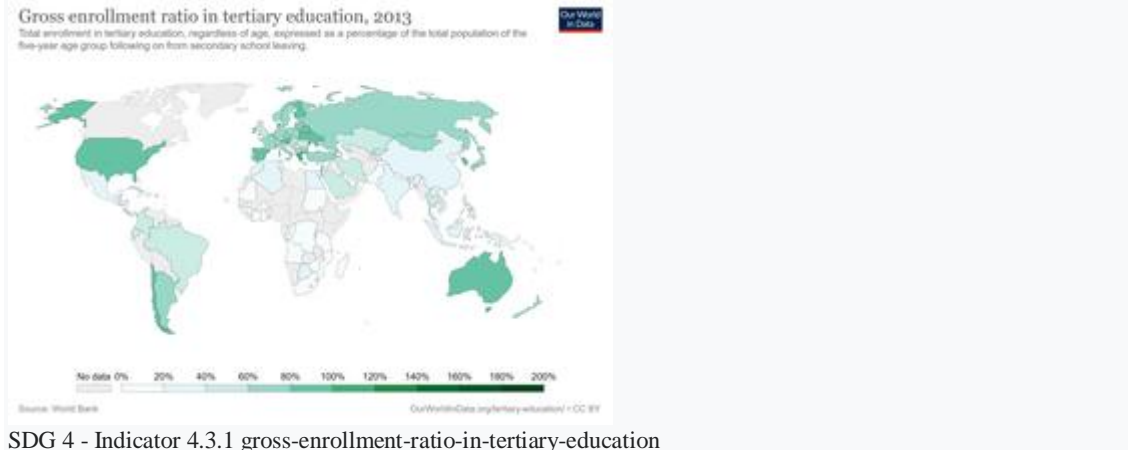 Gross enrollment ratio in tertiary education, 2013
Our World
in Data
Total enrollment in tertiary education, regardless of age, expressed as a percentage of the total population of the
five-year age group following on from secondary school leaving.
No data 0% 20% 40% 60% 80% 100% 120% 140% 160% 180% 200%
Source: World Bank
OurWorldInData.org/tertiary-education/ • CC BY
SDG 4 - Indicator 4.3.1 gross-enrollment-ratio-in-tertiary-education